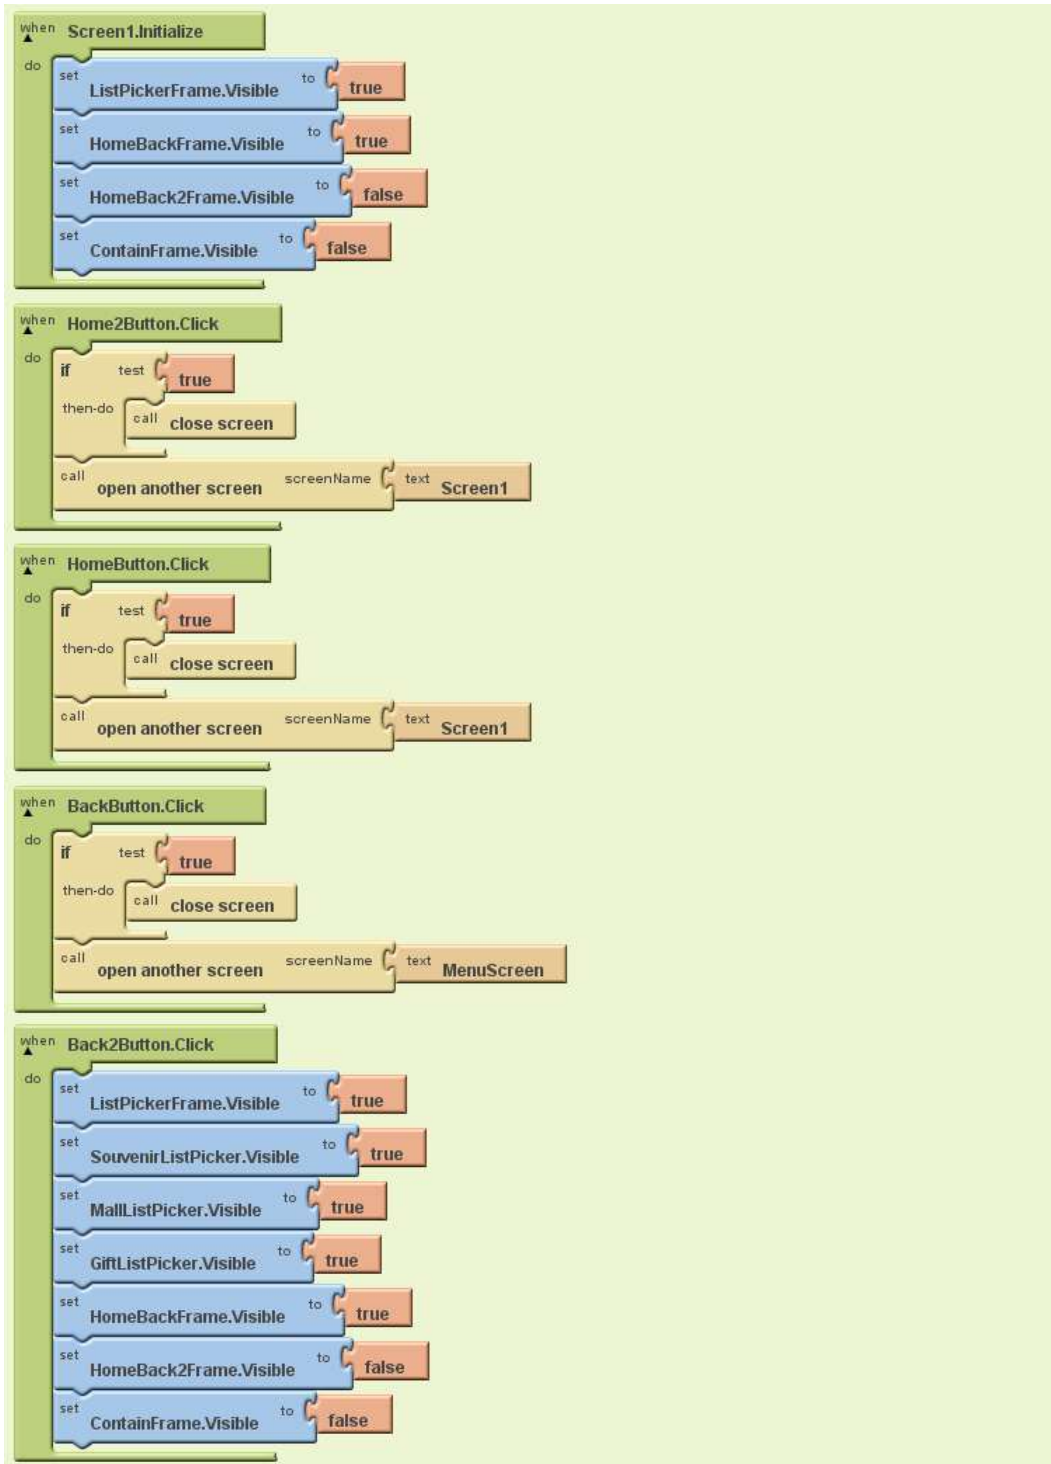 when Screen1.Initialize
do
set ListPickerFrame.Visible to true
set HomeBackFrame.Visible to true
set HomeBack2Frame.Visible to false
set ContainFrame.Visible to false
when Home2Button.Click
do
if test true
then-do call close screen
call open another screen screenName text Screen1
when HomeButton.Click
do
if test true
then-do call close screen
call open another screen screenName text Screen1
when BackButton.Click
do
if test true
then-do call close screen
call open another screen screenName text MenuScreen
when Back2Button.Click
do
set ListPickerFrame.Visible to true
set SouvenirListPicker.Visible to true
set MallListPicker.Visible to true
set GiftListPicker.Visible to true
set HomeBackFrame.Visible to true
set HomeBack2Frame.Visible to false
set ContainFrame.Visible to false